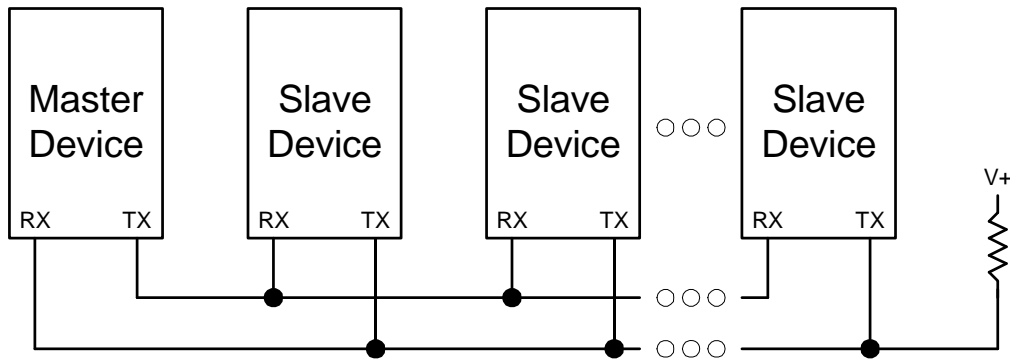 Master
Device
Slave
Device
Slave
Device
Slave
Device
V+
RX TX
RX TX
RX TX
RX TX